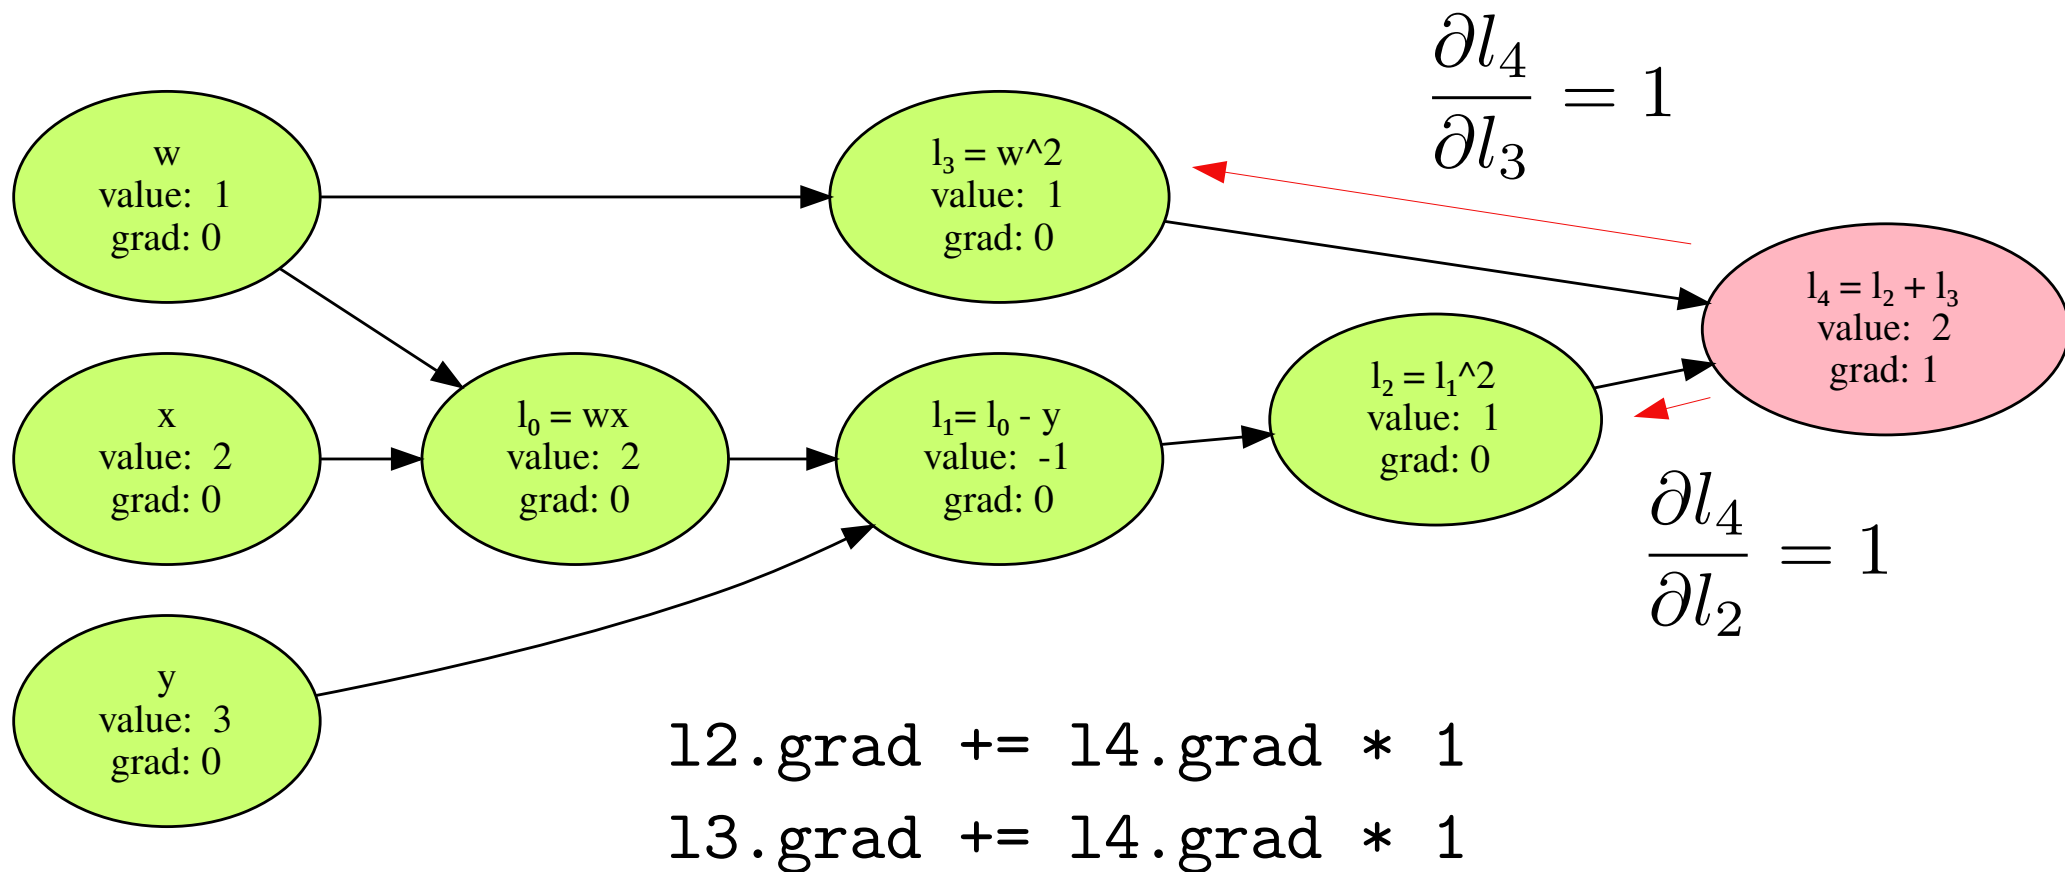 w
value: 1
grad: 0
l₃ = w^2
value: 1
grad: 0
∂l₄/∂l₃ = 1
l₄ = l₂ + l₃
value: 2
grad: 1
x
value: 2
grad: 0
l₀ = wx
value: 2
grad: 0
l₁= l₀ - y
value: -1
grad: 0
l₂ = l₁^2
value: 1
grad: 0
∂l₄/∂l₂ = 1
y
value: 3
grad: 0
l2.grad += l4.grad * 1
l3.grad += l4.grad * 1